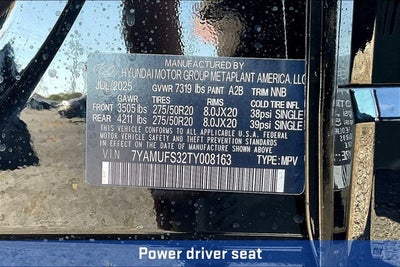 MANUFACTURED BY
HYUNDAI MOTOR GROUP METAPLANT AMERICA, LLC
JUL/2025 GVWR 7319 lbs PAINT A2B TRIM NNB
GAWR TIRES RIMS COLD TIRE INFL.
FRONT 3505 lbs 275/50R20 8.0JX20 38psi SINGLE
REAR 4211 lbs 275/50R20 8.0JX20 39psi SINGLE
THIS VEHICLE CONFORMS TO ALL APPLICABLE U.S. FEDERAL
MOTOR VEHICLE SAFETY AND THEFT PREVENTION STANDARDS
IN EFFECT ON THE DATE OF MANUFACTURE SHOWN ABOVE
V.I.N 7YAMUFS32TY008163 TYPE: MPV
Power driver seat